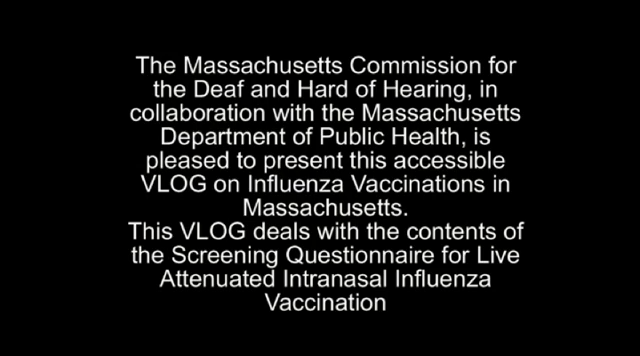 The Massachusetts Commission for
the Deaf and Hard of Hearing, in
collaboration with the Massachusetts
Department of Public Health, is
pleased to present this accessible
VLOG on Influenza Vaccinations in
Massachusetts.
This VLOG deals with the contents of
the Screening Questionnaire for Live
Attenuated Intranasal Influenza
Vaccination